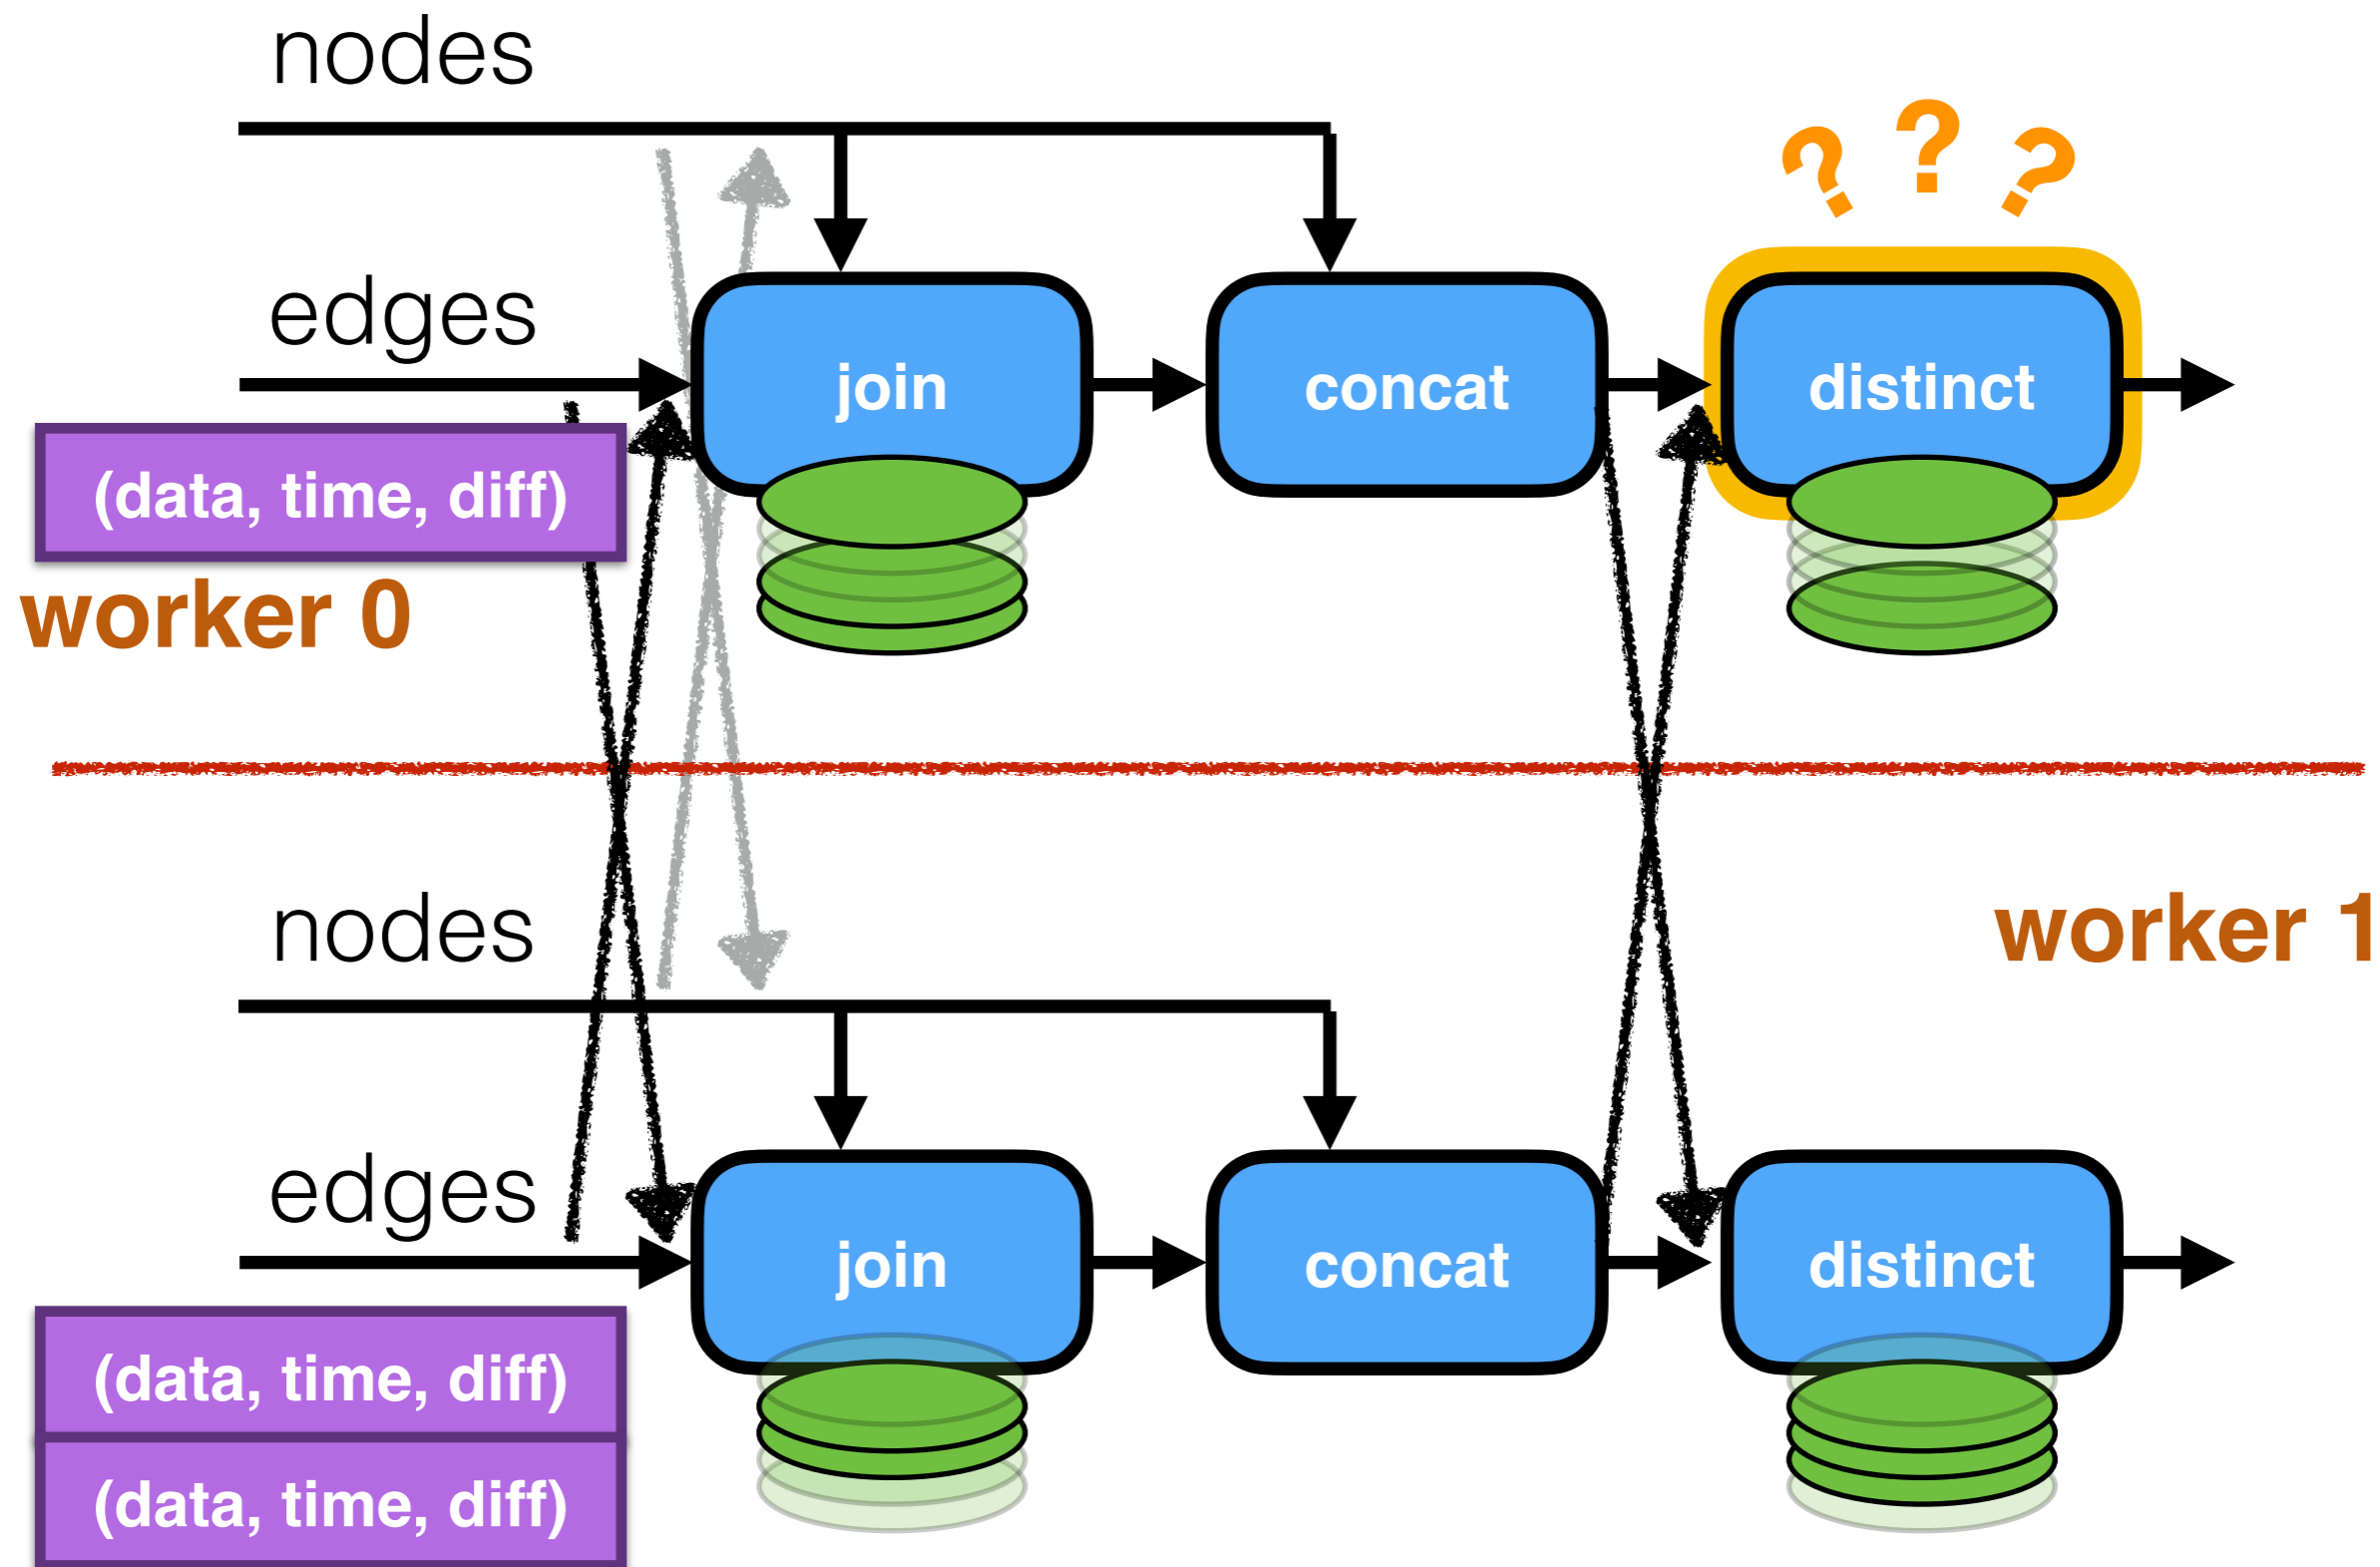 nodes
? ? ?
edges
join
concat
distinct
(data, time, diff)
worker 0
nodes
worker 1
edges
join
concat
distinct
(data, time, diff)
(data, time, diff)